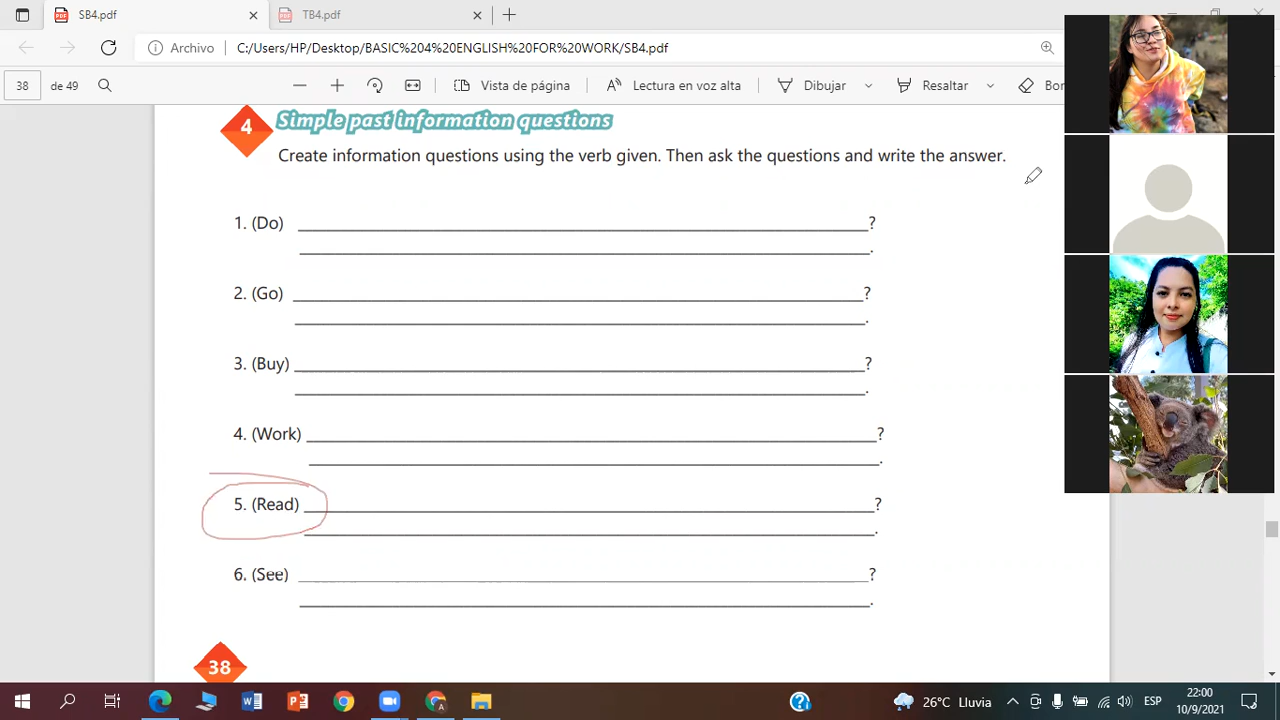 SB4.pdf
TB4.pdf
Archivo
C:/Users/HP/Desktop/BASIC%204%20ENGLISH%20FOR%20WORK/SB4.pdf
38 de 49
Vista de página
Lectura en voz alta
Dibujar
Resaltar
Bor
4 Simple past information questions
Create information questions using the verb given. Then ask the questions and write the answer.
1. (Do) ?
.
2. (Go) ?
.
3. (Buy) ?
.
4. (Work) ?
.
5. (Read) ?
.
6. (See) ?
.
38
26°C Lluvia
ESP
22:00
10/9/2021